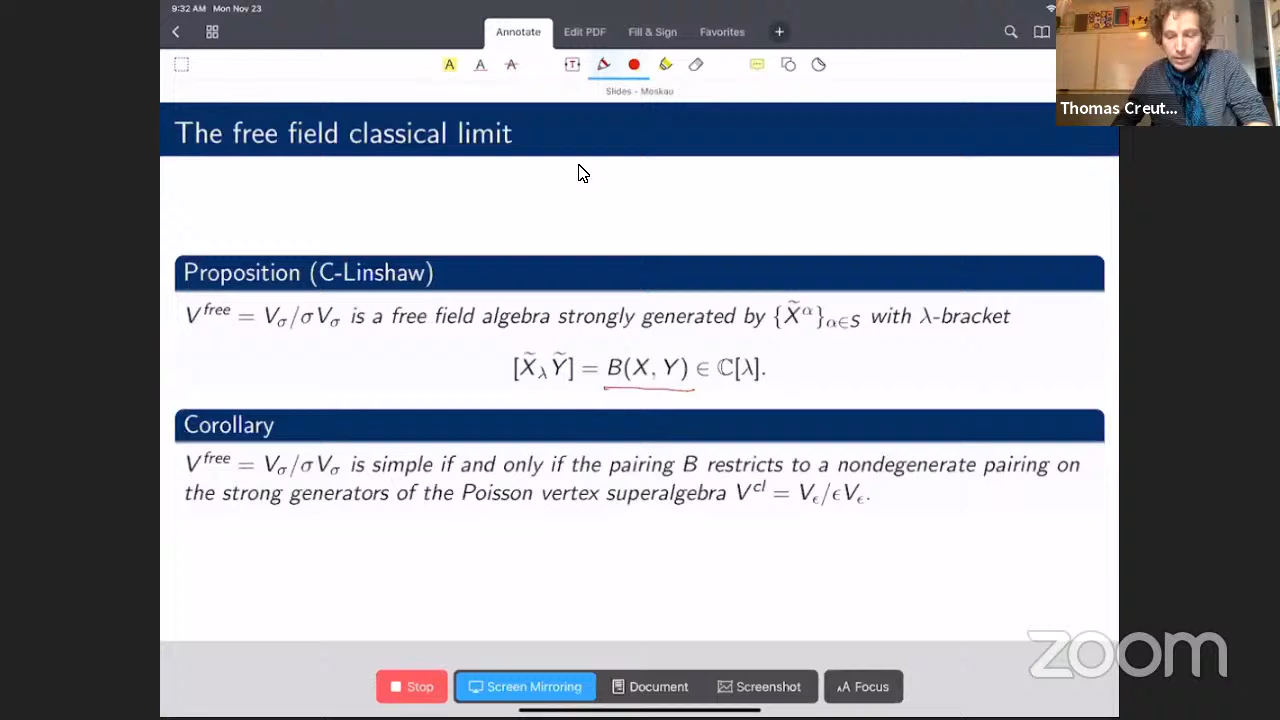 9:32 AM Mon Nov 23
Annotate Edit PDF Fill & Sign Favorites +
A A A T
Slides - Moskau
Thomas Creut...
The free field classical limit
Proposition (C-Linshaw)
V^free = V_σ/σV_σ is a free field algebra strongly generated by {X̃^α}_{α∈S} with λ-bracket
[X̃_λ Ỹ] = B(X, Y) ∈ ℂ[λ].
Corollary
V^free = V_σ/σV_σ is simple if and only if the pairing B restricts to a nondegenerate pairing on
the strong generators of the Poisson vertex superalgebra V^cl = V_ϵ/ϵV_ϵ.
zoom
Stop Screen Mirroring Document Screenshot A Focus